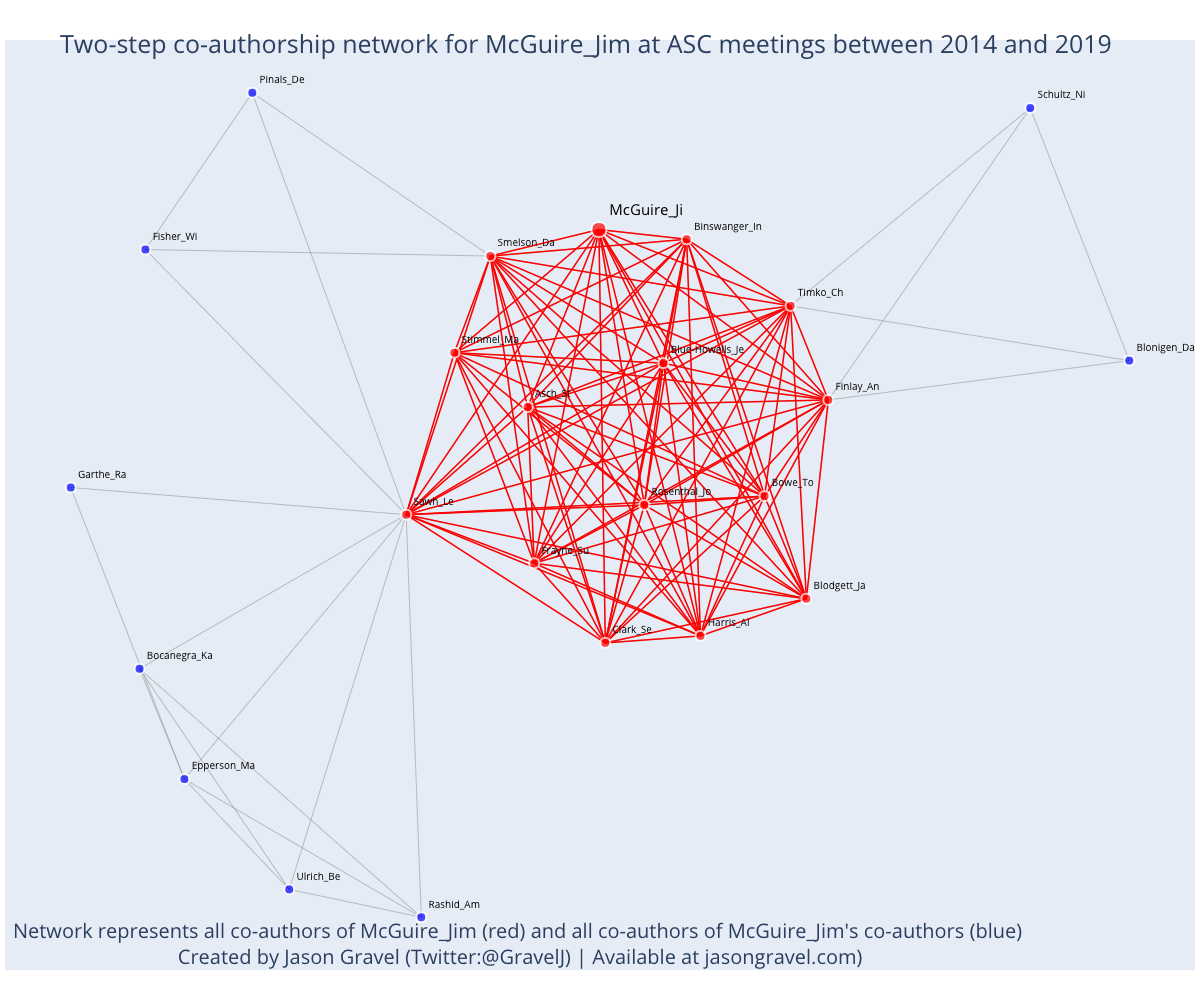 Two-step co-authorship network for McGuire_Jim at ASC meetings between 2014 and 2019
Pinals_De
Schultz_Ni
McGuire_Ji
Binswanger_In
Fisher_Wi
Smelson_Da
Timko_Ch
Stimmel_Ma
Blue-Howells_Je
Blonigen_Da
Finlay_An
Asch_St
Garthe_Ra
Bowe_To
Rosenthal_Jo
Sawh_Le
Frayne_Su
Blodgett_Ja
Harris_Al
Clark_Se
Bocanegra_Ka
Epperson_Ma
Ulrich_Be
Rashid_Am
Network represents all co-authors of McGuire_Jim (red) and all co-authors of McGuire_Jim's co-authors (blue)
Created by Jason Gravel (Twitter:@GravelJ) | Available at jasongravel.com)